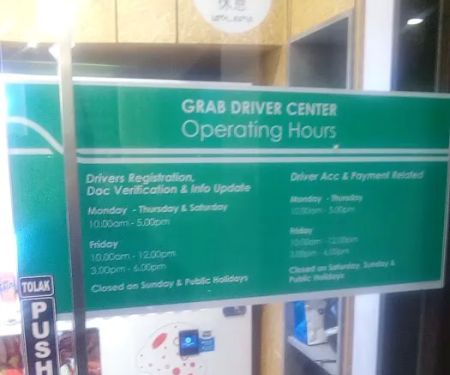 GRAB DRIVER CENTER
Operating Hours
Drivers Registration,
Doc Verification & Info Update
Monday - Thursday & Saturday
10.00am - 5.00pm
Friday
10.00am - 12.00pm
3.00pm - 6.00pm
Closed on Sunday & Public Holidays
Driver Acc & Payment Related
Monday - Thursday
10.00am - 5.00pm
Friday
10.00am - 12.00pm
3.00pm - 6.00pm
Closed on Saturday, Sunday &
Public Holidays
TOLAK
PUSH